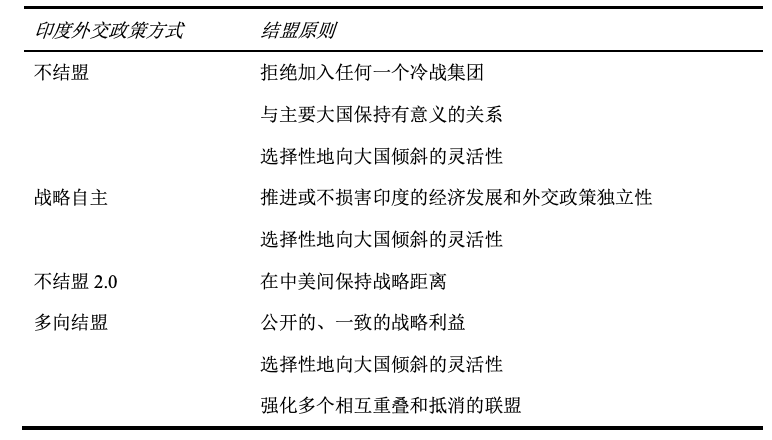 印度外交政策方式 结盟原则
不结盟 拒绝加入任何一个冷战集团
与主要大国保持有意义的关系
选择性地向大国倾斜的灵活性
战略自主 推进或不损害印度的经济发展和外交政策独立性
选择性地向大国倾斜的灵活性
不结盟 2.0 在中美间保持战略距离
多向结盟 公开的、一致的战略利益
选择性地向大国倾斜的灵活性
强化多个相互重叠和抵消的联盟